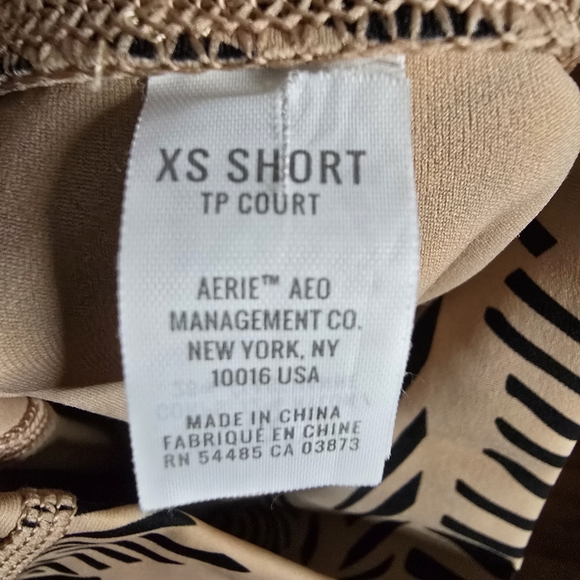 XS SHORT
TP COURT
AERIE™ AEO
MANAGEMENT CO.
NEW YORK, NY
10016 USA
MADE IN CHINA
FABRIQUÉ EN CHINE
RN 54485 CA 03873